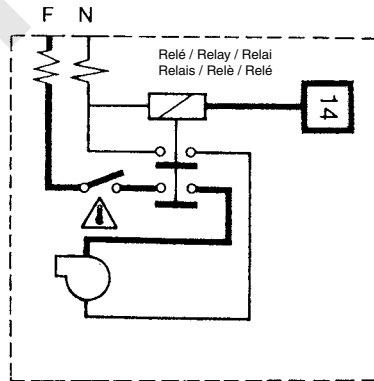 F N
Relé / Relay / Relai
Relais / Relè / Relé
14